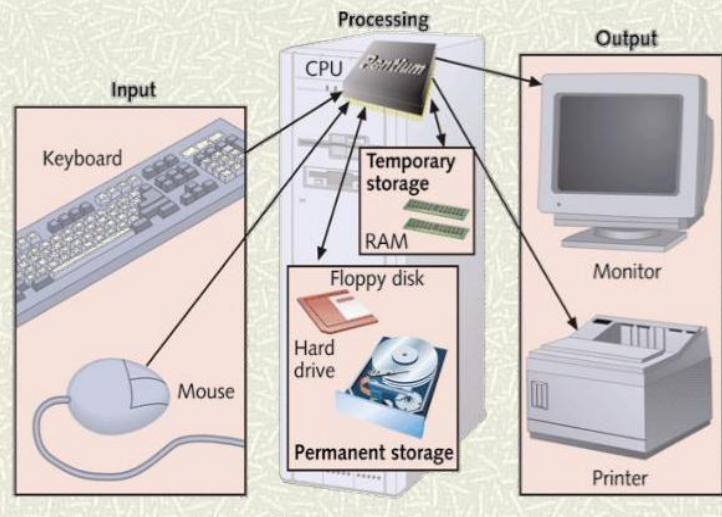 Processing
CPU
Pentium
Input
Keyboard
Mouse
Temporary
storage
RAM
Floppy disk
Hard
drive
Permanent storage
Output
Monitor
Printer